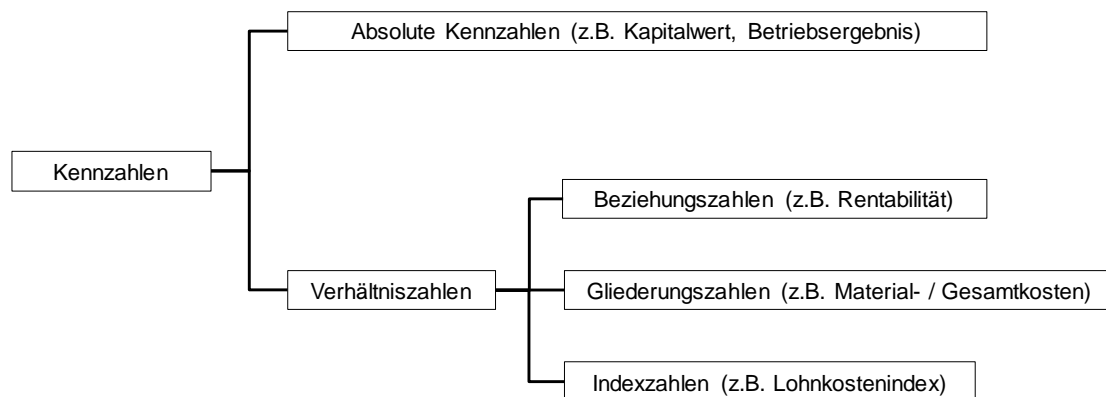 Absolute Kennzahlen (z.B. Kapitalwert, Betriebsergebnis)
Kennzahlen
Beziehungszahlen (z.B. Rentabilität)
Verhältniszahlen
Gliederungszahlen (z.B. Material- / Gesamtkosten)
Indexzahlen (z.B. Lohnkostenindex)